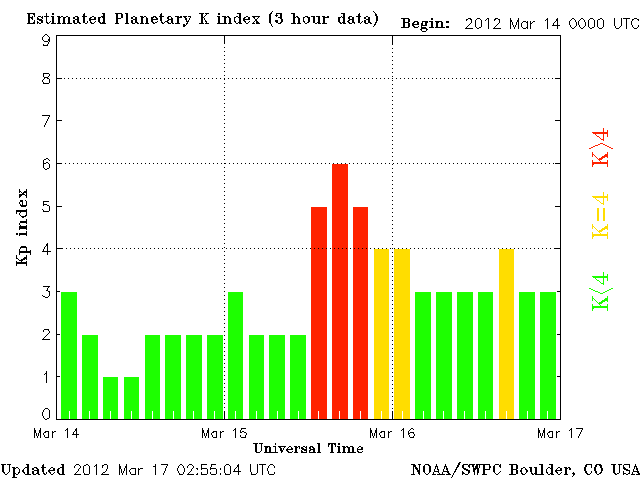 Estimated Planetary K index (3 hour data) Begin: 2012 Mar 14 0000 UTC
9
8
7
6
5
4
3
2
1
0
Kp index
K>4
K=4
K<4
Mar 14 Mar 15 Mar 16 Mar 17
Universal Time
Updated 2012 Mar 17 02:55:04 UTC NOAA/SWPC Boulder, CO USA